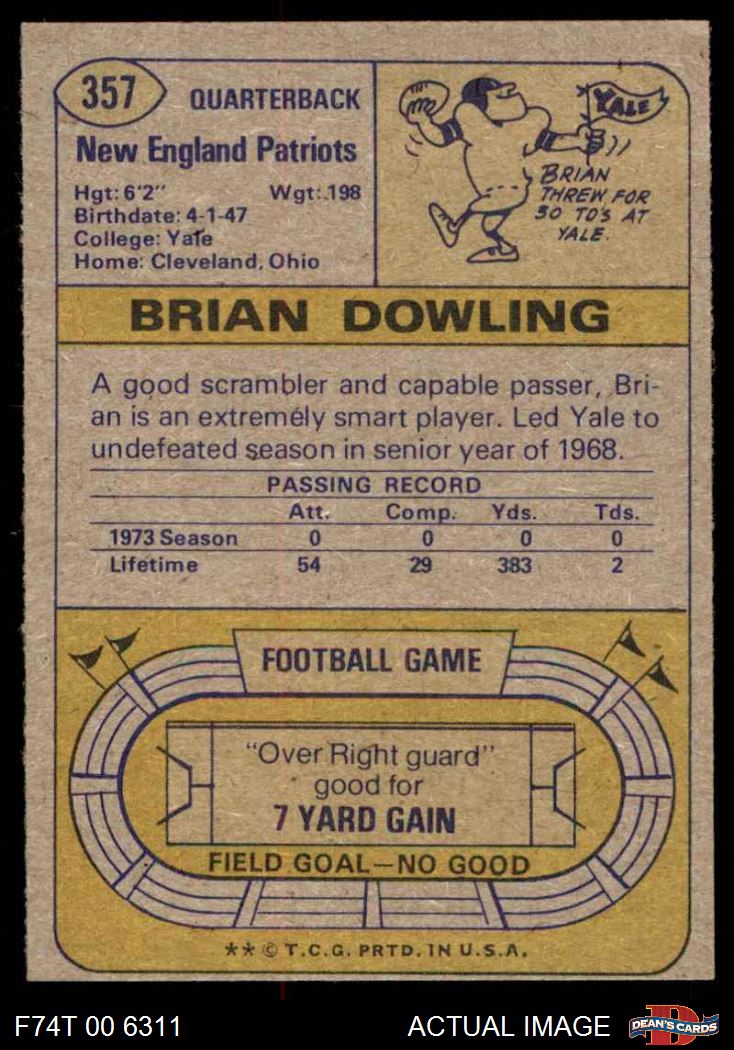 357
QUARTERBACK
New England Patriots
Hgt: 6'2" Wgt: 198
Birthdate: 4-1-47
College: Yale
Home: Cleveland, Ohio
YALE
BRIAN
THREW FOR
30 TD'S AT
YALE.
BRIAN DOWLING
A good scrambler and capable passer, Bri-
an is an extremely smart player. Led Yale to
undefeated season in senior year of 1968.
PASSING RECORD
Att. Comp. Yds. Tds.
1973 Season 0 0 0 0
Lifetime 54 29 383 2
FOOTBALL GAME
"Over Right guard"
good for
7 YARD GAIN
FIELD GOAL—NO GOOD
** © T.C.G. PRTD. IN U.S.A.
F74T 00 6311 ACTUAL IMAGE
DEAN'S CARDS